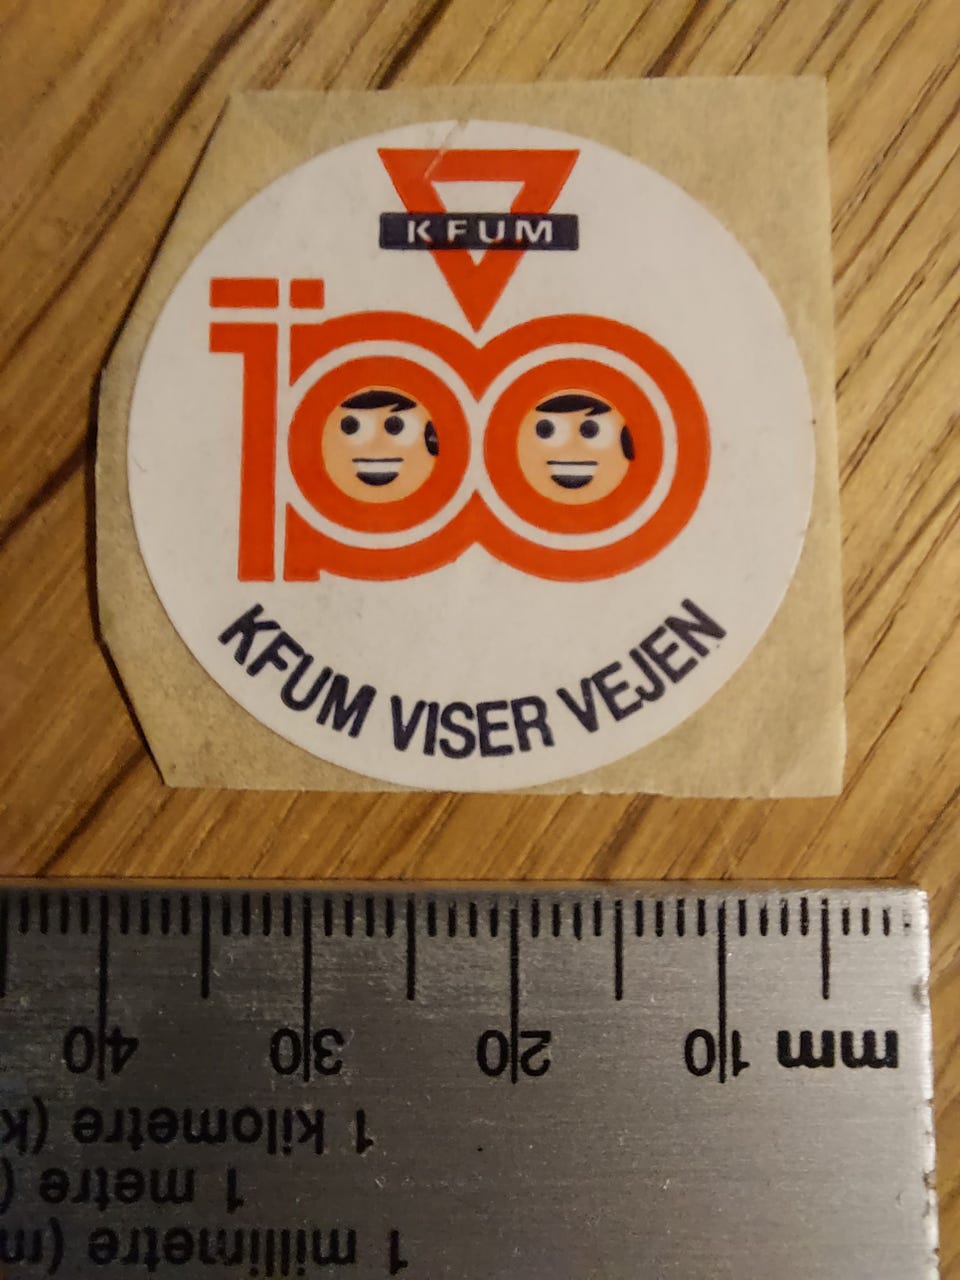 KFUM
100
KFUM VISER VEJEN
mm 10 20 30 40
1 kilometre (k
1 metre (
1 millimetre (m